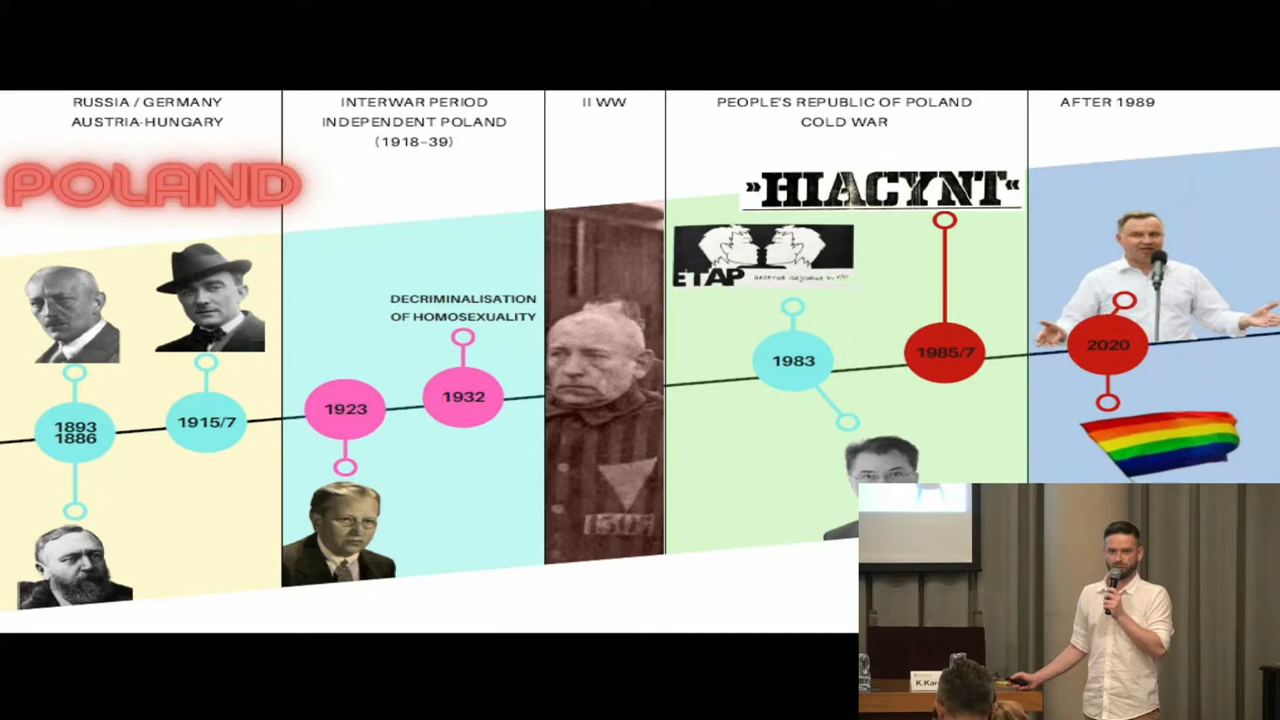 RUSSIA / GERMANY
AUSTRIA-HUNGARY
INTERWAR PERIOD
INDEPENDENT POLAND
(1918-39)
II WW
PEOPLE'S REPUBLIC OF POLAND
COLD WAR
AFTER 1989
POLAND
»HIACYNT«
ETAP
DECRIMINALISATION
OF HOMOSEXUALITY
1893
1886
1915/7
1923
1932
1983
1985/7
2020